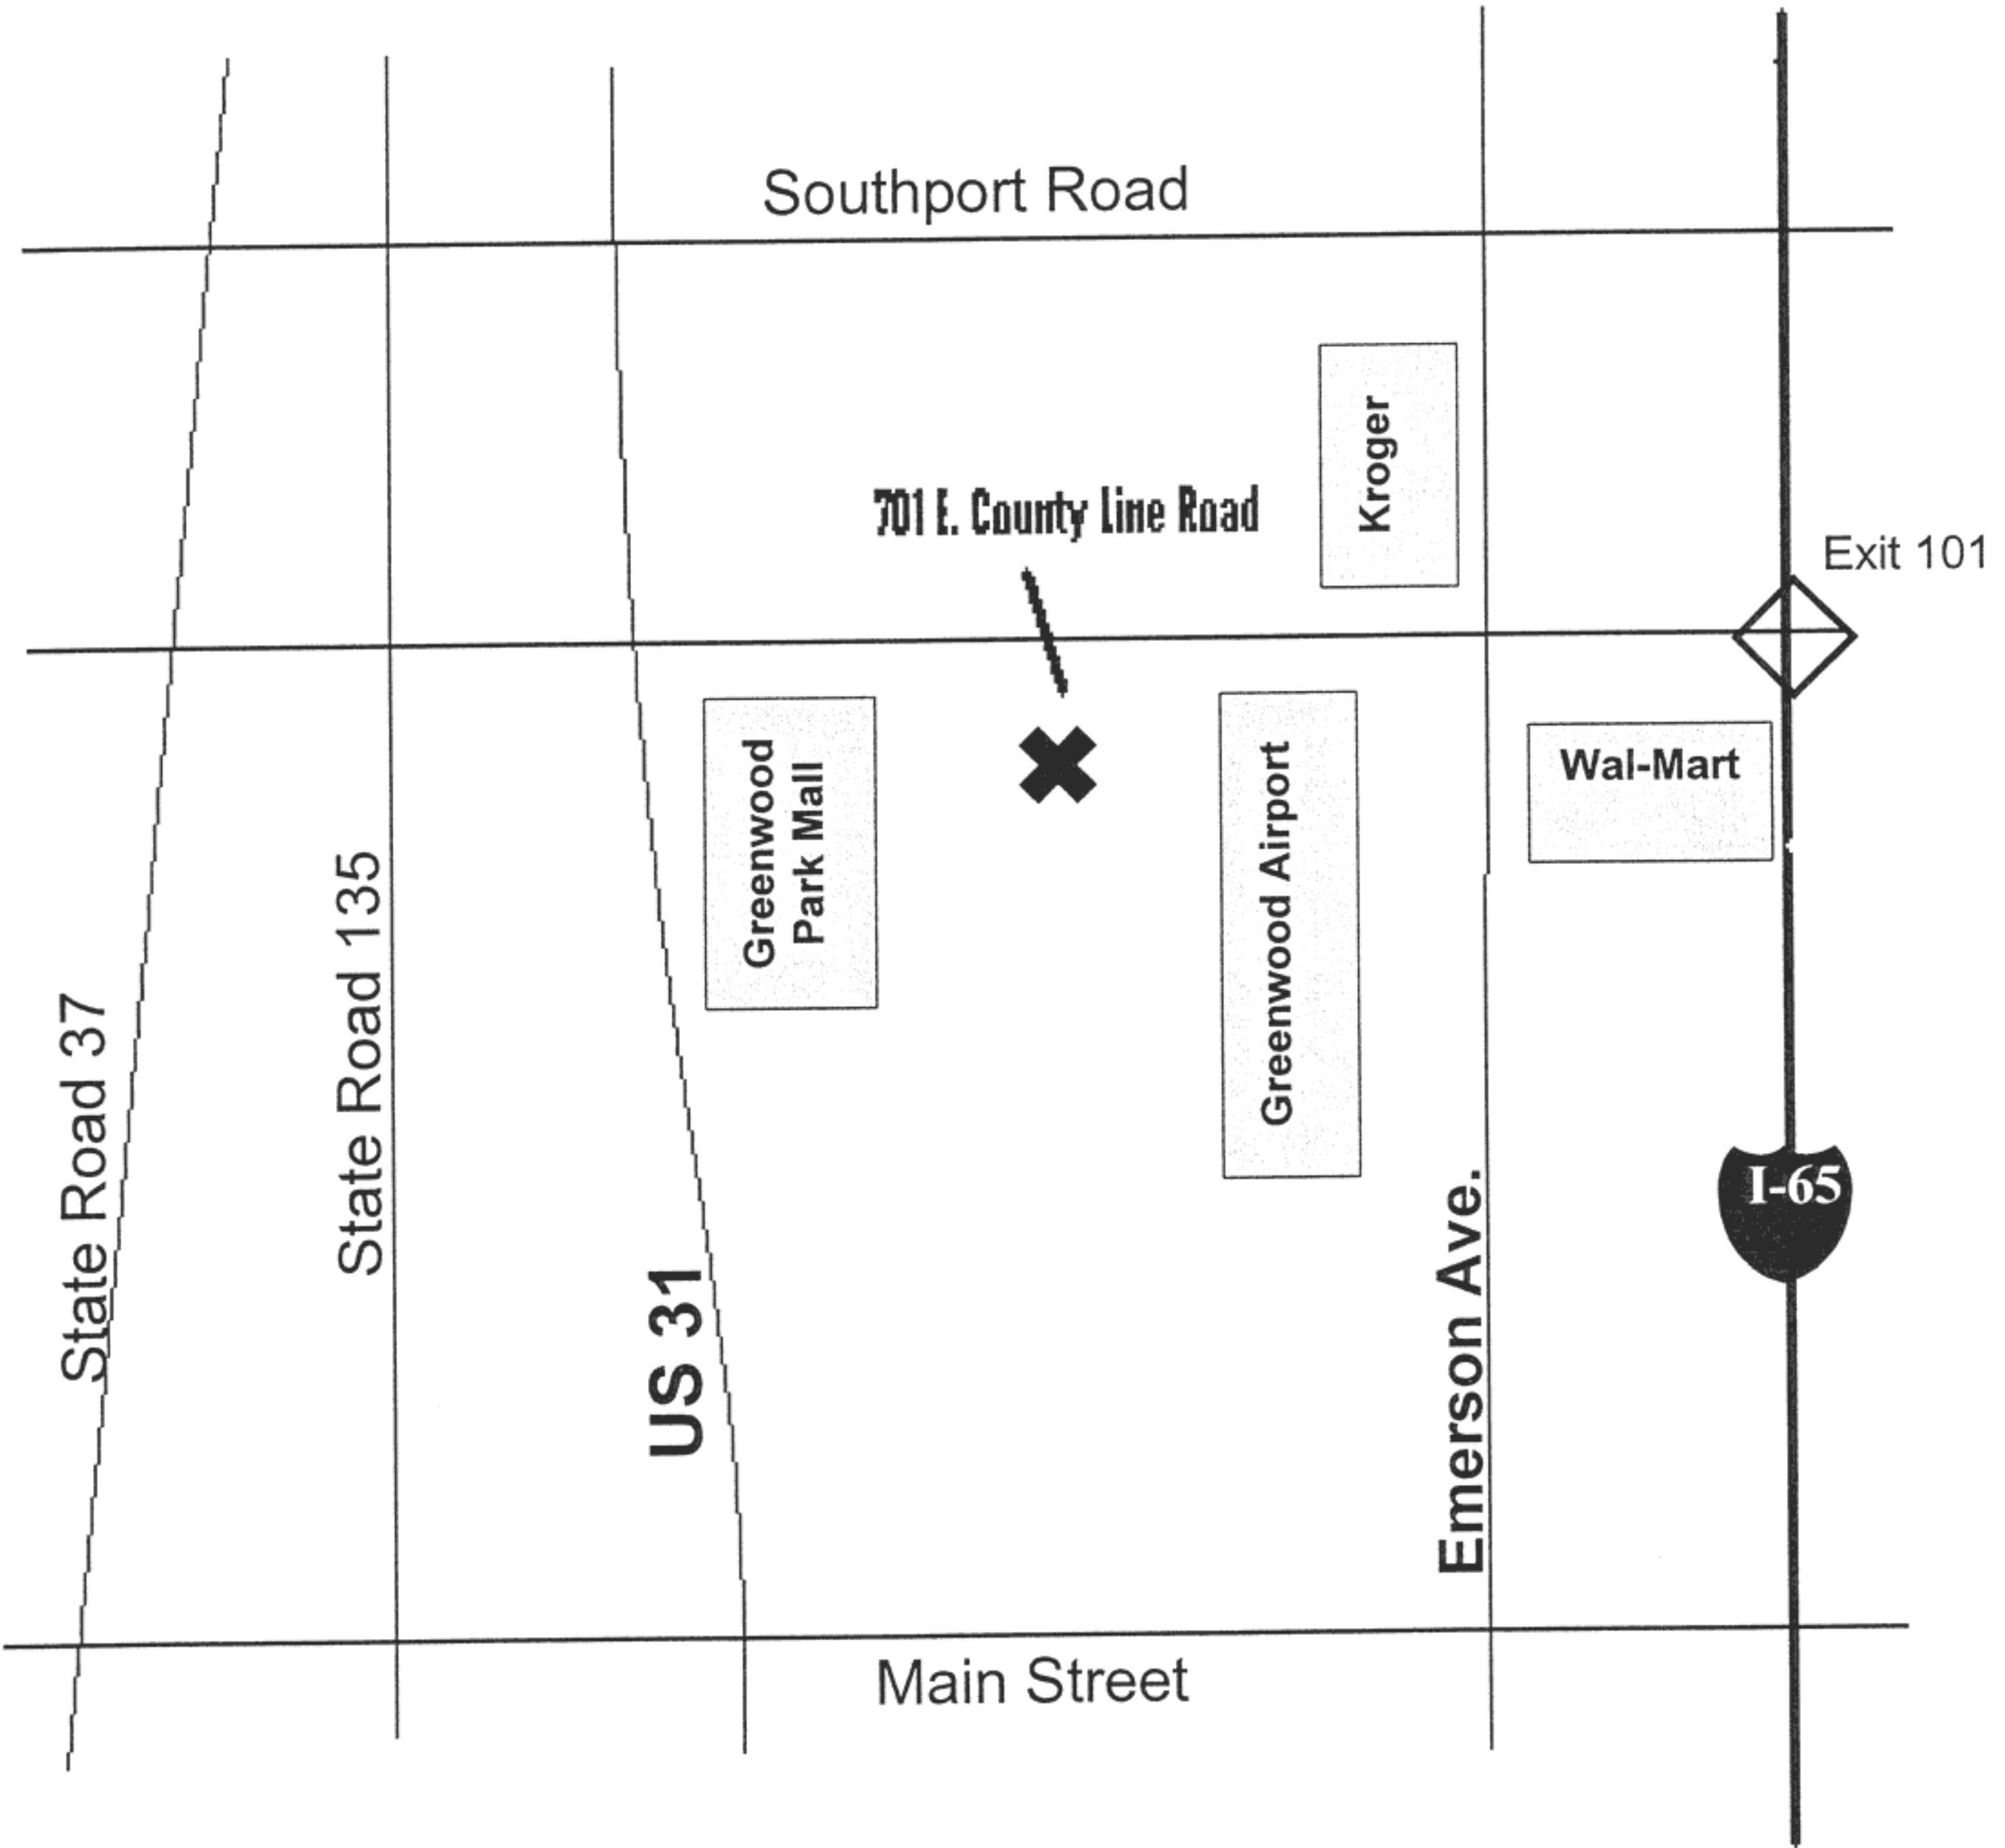 Southport Road
Kroger
701 E. County Line Road
Exit 101
Greenwood
Park Mall
Greenwood Airport
Wal-Mart
State Road 37
State Road 135
US 31
Emerson Ave.
I-65
Main Street